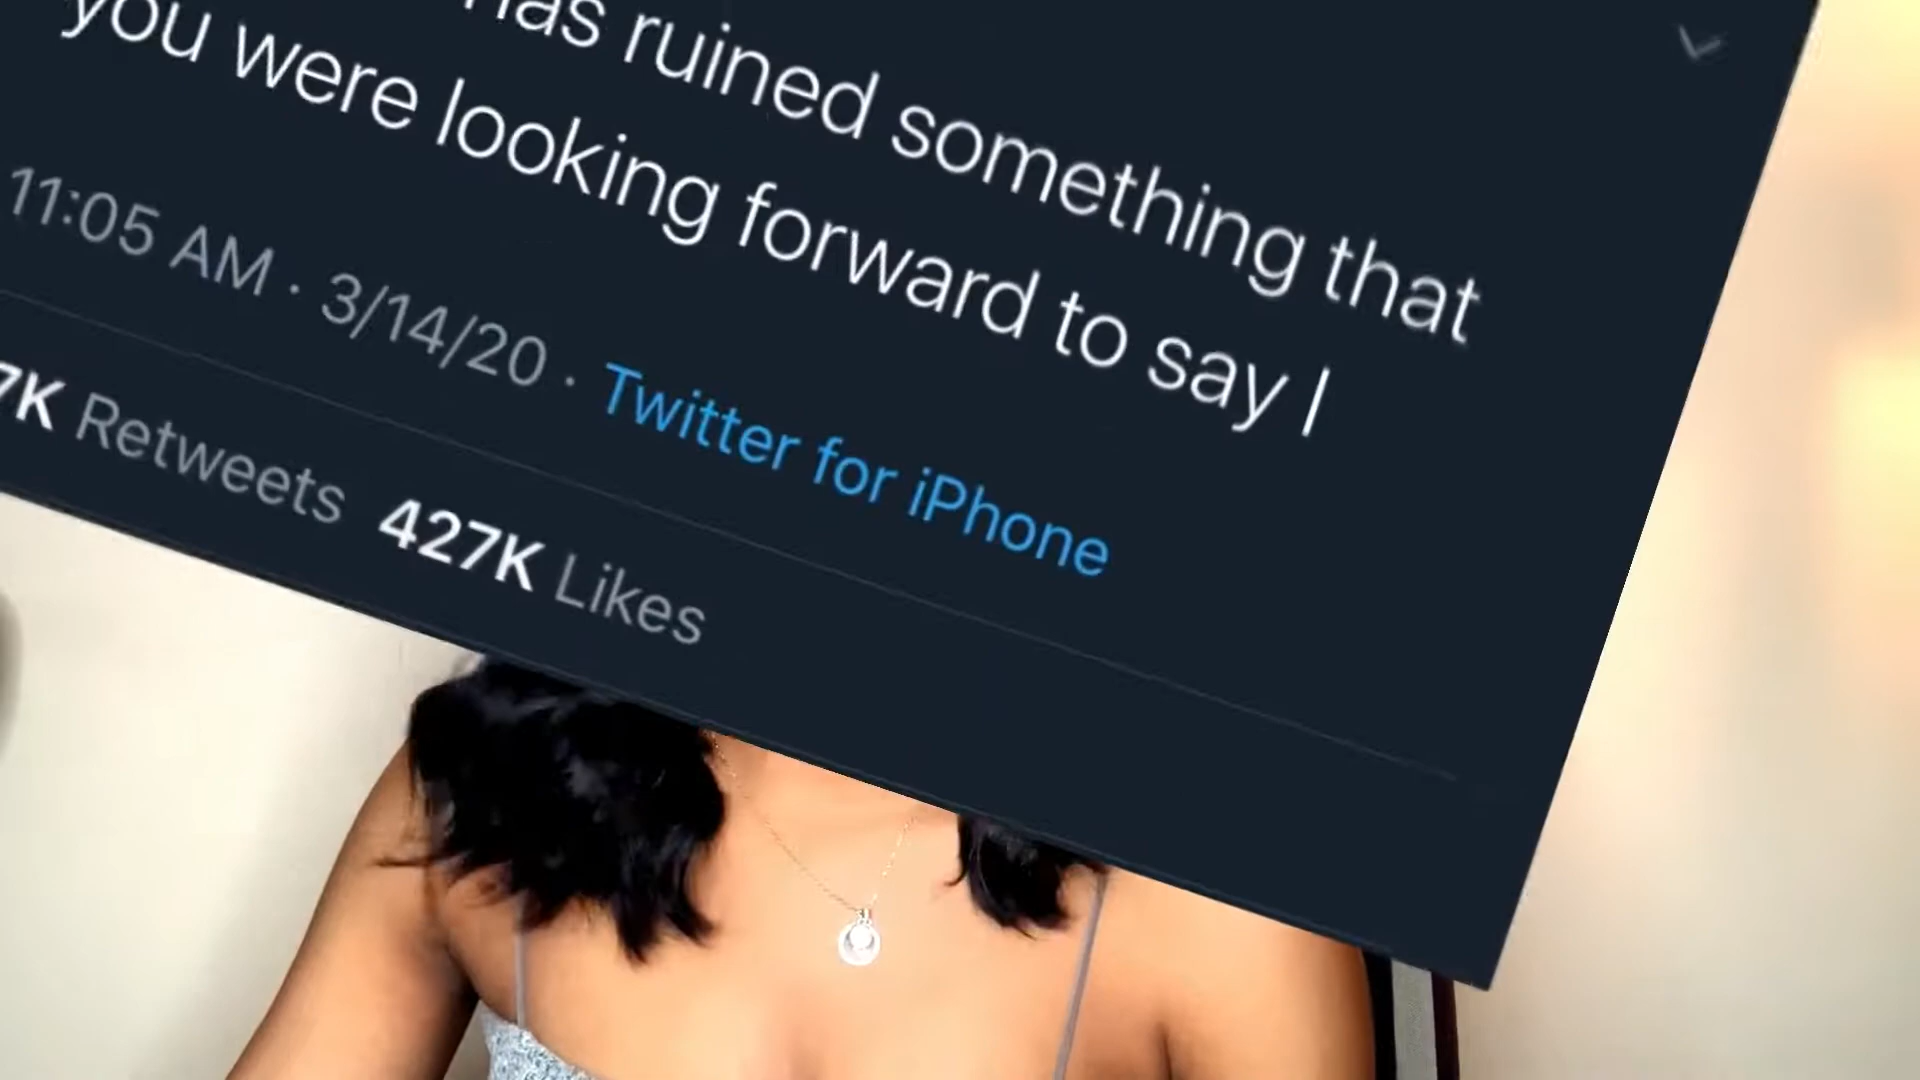 has ruined something that
you were looking forward to say I
11:05 AM · 3/14/20 · Twitter for iPhone
7K Retweets 427K Likes